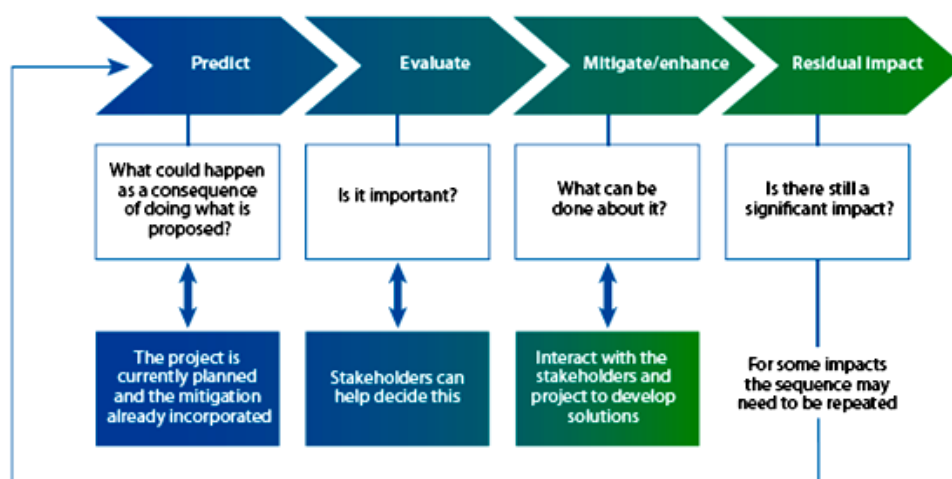 Predict
Evaluate
Mitigate/enhance
Residual impact
What could happen
as a consequence
of doing what is
proposed?
Is it important?
What can be
done about it?
Is there still a
significant impact?
The project is
currently planned
and the mitigation
already incorporated
Stakeholders can
help decide this
Interact with the
stakeholders and
project to develop
solutions
For some impacts
the sequence may
need to be repeated